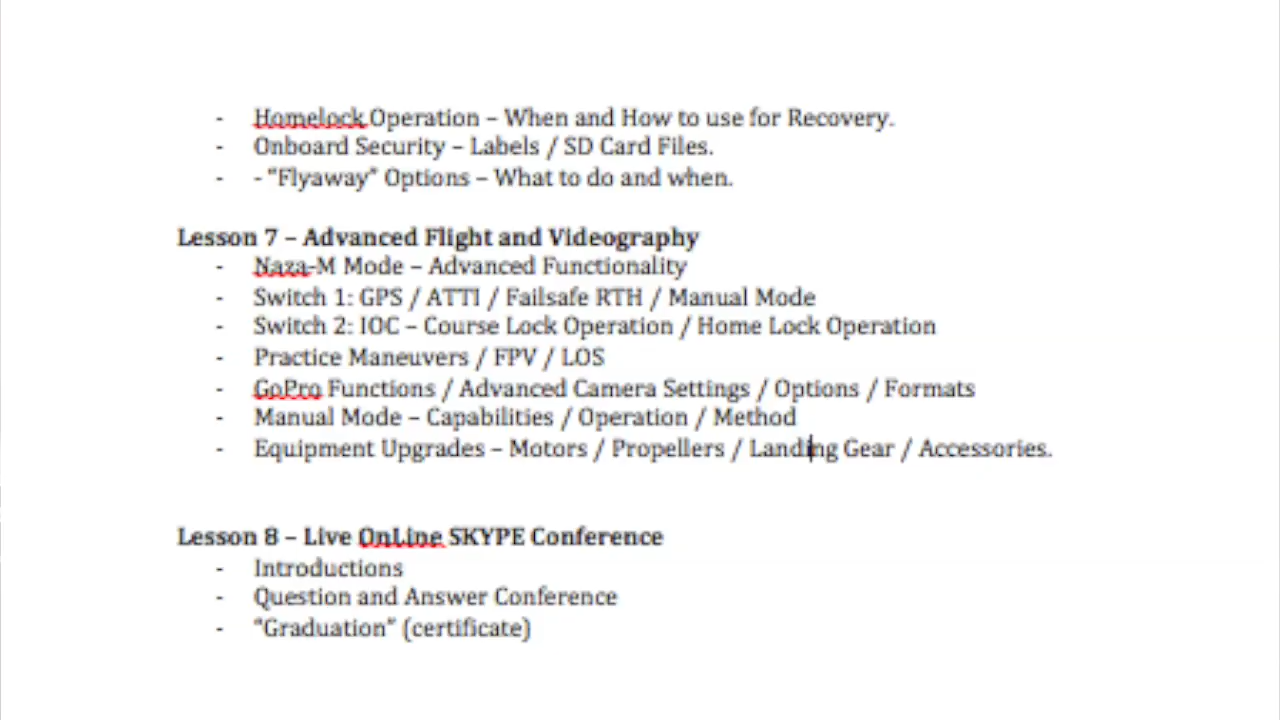 - Homelock Operation – When and How to use for Recovery.
- Onboard Security – Labels / SD Card Files.
- - “Flyaway” Options – What to do and when.
Lesson 7 – Advanced Flight and Videography
- Naza-M Mode – Advanced Functionality
- Switch 1: GPS / ATTI / Failsafe RTH / Manual Mode
- Switch 2: IOC – Course Lock Operation / Home Lock Operation
- Practice Maneuvers / FPV / LOS
- GoPro Functions / Advanced Camera Settings / Options / Formats
- Manual Mode – Capabilities / Operation / Method
- Equipment Upgrades – Motors / Propellers / Landing Gear / Accessories.
Lesson 8 – Live OnLine SKYPE Conference
- Introductions
- Question and Answer Conference
- “Graduation” (certificate)